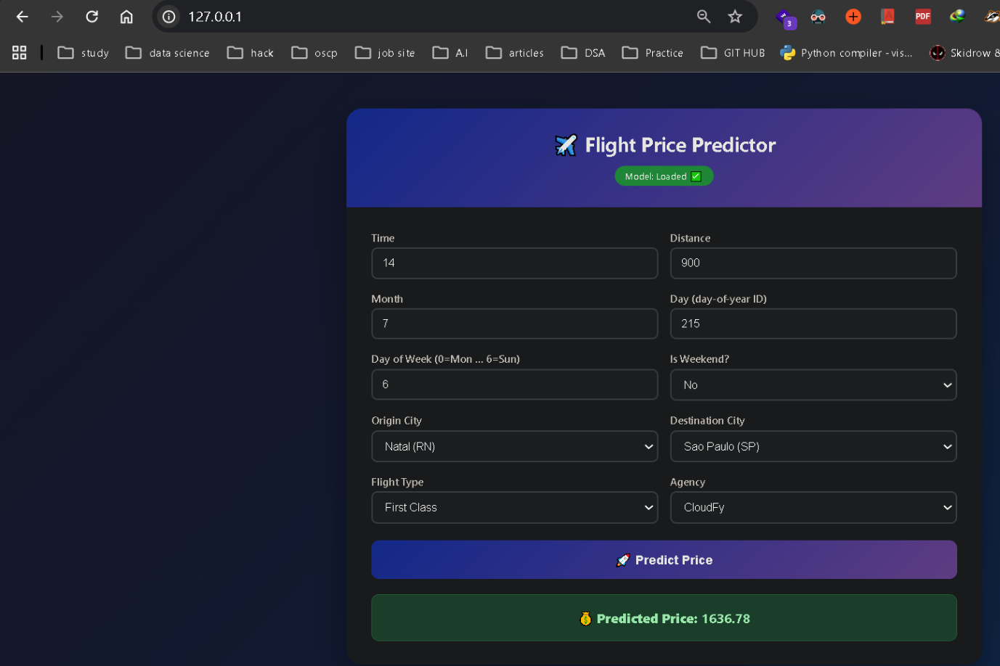 127.0.0.1
3
PDF
study
data science
hack
oscp
job site
A.I
articles
DSA
Practice
GIT HUB
Python compiler - vis...
Skidrow &
✈️ Flight Price Predictor
Model: Loaded ✅
Time
Distance
14
900
Month
Day (day-of-year ID)
7
215
Day of Week (0=Mon ... 6=Sun)
Is Weekend?
6
No
Origin City
Destination City
Natal (RN)
Sao Paulo (SP)
Flight Type
Agency
First Class
CloudFy
🚀 Predict Price
💰 Predicted Price: 1636.78